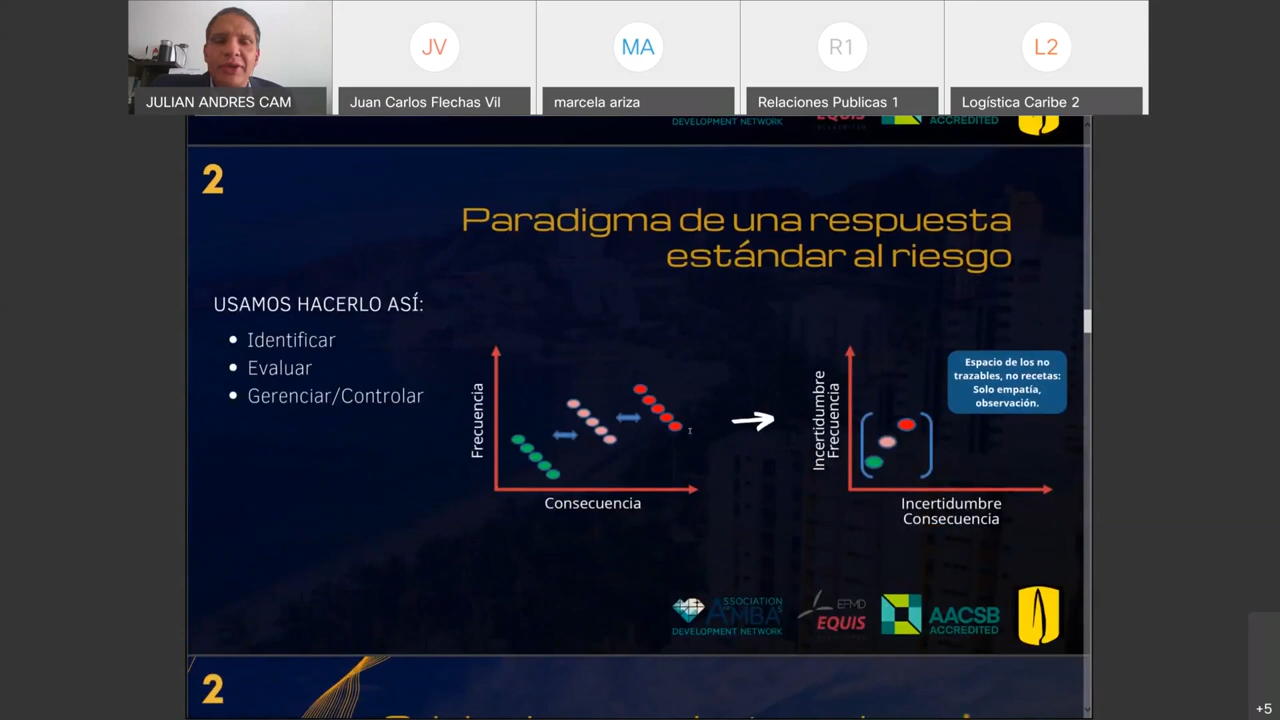 JV
MA
R1
L2
JULIAN ANDRES CAM
Juan Carlos Flechas Vil
marcela ariza
Relaciones Publicas 1
Logística Caribe 2
DEVELOPMENT NETWORK
EQUIS
ACCREDITED
2
Paradigma de una respuesta
estándar al riesgo
USAMOS HACERLO ASÍ:
• Identificar
• Evaluar
• Gerenciar/Controlar
Frecuencia
Consecuencia
Incertidumbre
Frecuencia
Incertidumbre
Consecuencia
Espacio de los no
trazables, no recetas:
Solo empatía,
observación.
ASSOCIATION
AMBA's
DEVELOPMENT NETWORK
EFMD
EQUIS
AACSB
ACCREDITED
2
+5